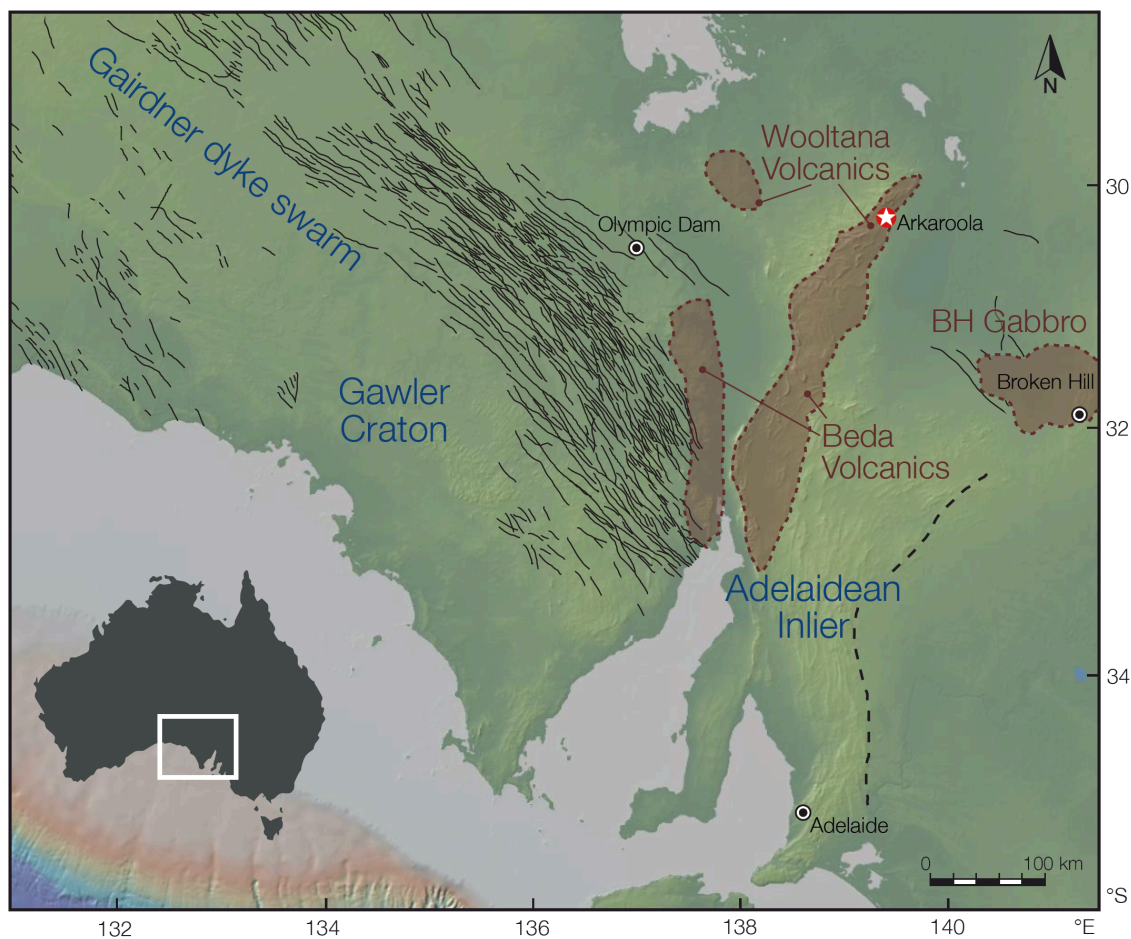 Gairdner dyke swarm
N
Wooltana
Volcanics
30
Olympic Dam
Arkaroola
BH Gabbro
Gawler
Craton
Broken Hill
32
Beda
Volcanics
Adelaidean
Inlier
34
Adelaide
0 100 km
°S
132 134 136 138 140 °E